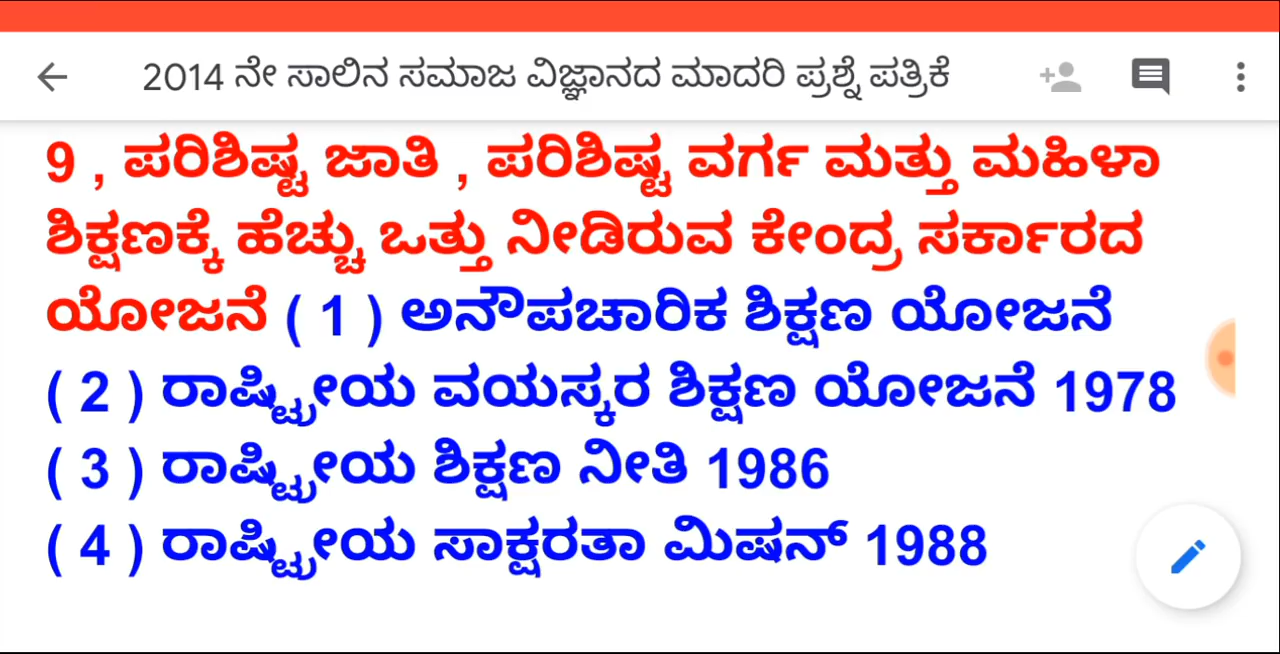 2014 ನೇ ಸಾಲಿನ ಸಮಾಜ ವಿಜ್ಞಾನದ ಮಾದರಿ ಪ್ರಶ್ನೆ ಪತ್ರಿಕೆ
9 , ಪರಿಶಿಷ್ಟ ಜಾತಿ , ಪರಿಶಿಷ್ಟ ವರ್ಗ ಮತ್ತು ಮಹಿಳಾ
ಶಿಕ್ಷಣಕ್ಕೆ ಹೆಚ್ಚು ಒತ್ತು ನೀಡಿರುವ ಕೇಂದ್ರ ಸರ್ಕಾರದ
ಯೋಜನೆ ( 1 ) ಅನೌಪಚಾರಿಕ ಶಿಕ್ಷಣ ಯೋಜನೆ
( 2 ) ರಾಷ್ಟ್ರೀಯ ವಯಸ್ಕರ ಶಿಕ್ಷಣ ಯೋಜನೆ 1978
( 3 ) ರಾಷ್ಟ್ರೀಯ ಶಿಕ್ಷಣ ನೀತಿ 1986
( 4 ) ರಾಷ್ಟ್ರೀಯ ಸಾಕ್ಷರತಾ ಮಿಷನ್ 1988